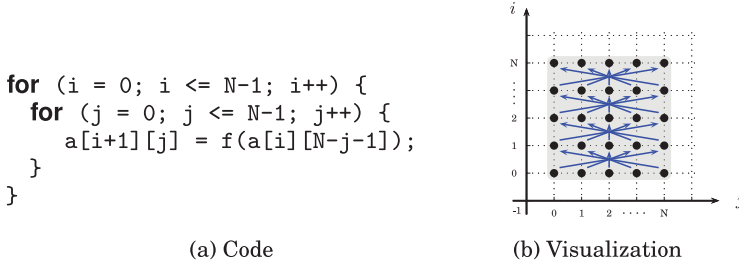 for (i = 0; i <= N-1; i++) {
for (j = 0; j <= N-1; j++) {
a[i+1][j] = f(a[i][N-j-1]);
}
}
(a) Code
i
N
2
1
0
-1
0 1 2 .... N
j
(b) Visualization